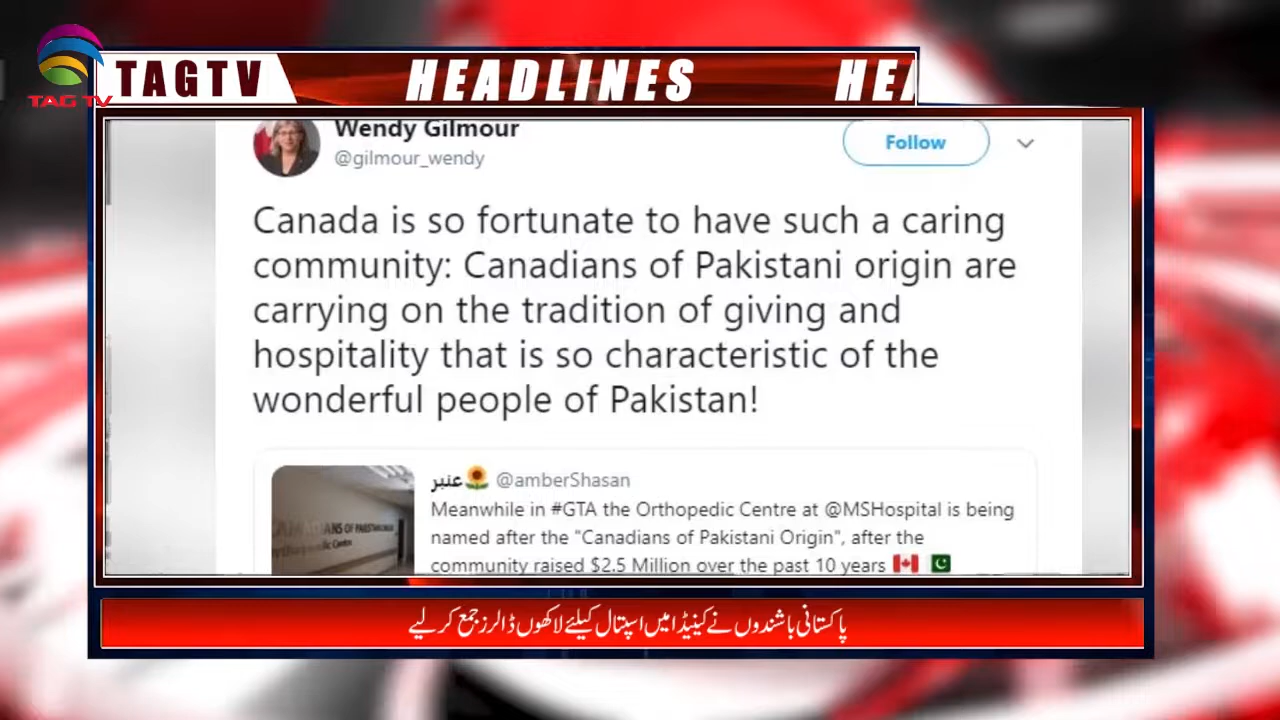 TAGTV
HEADLINES
HEA
TAG TV
Wendy Gilmour
@gilmour_wendy
Follow
Canada is so fortunate to have such a caring
community: Canadians of Pakistani origin are
carrying on the tradition of giving and
hospitality that is so characteristic of the
wonderful people of Pakistan!
عنبر🌻 @amberShasan
Meanwhile in #GTA the Orthopedic Centre at @MSHospital is being
named after the "Canadians of Pakistani Origin", after the
community raised $2.5 Million over the past 10 years 🇨🇦 🇵🇰
ANS OF PAKISTAN
Centre
پاکستانی باشندوں نے کینیڈا میں اسپتال کیلئے لاکھوں ڈالرز جمع کر لیے